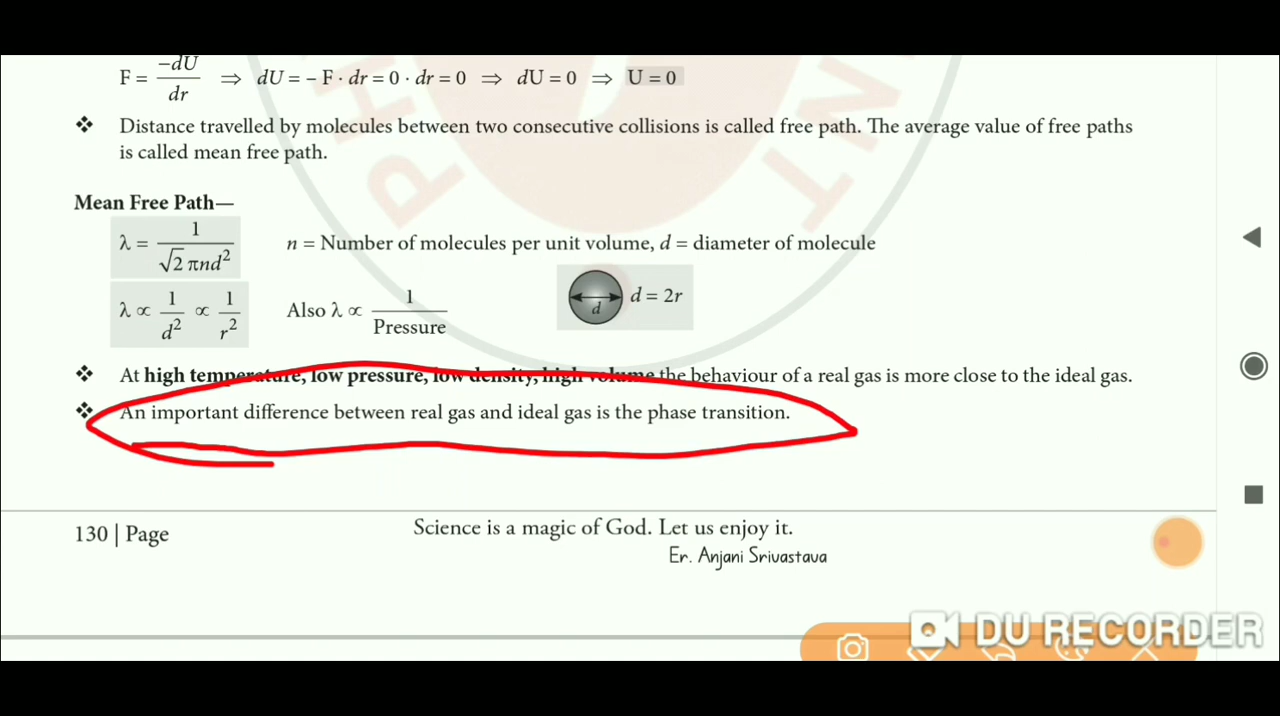 F = −dU/dr ⇒ dU = – F · dr = 0 · dr = 0 ⇒ dU = 0 ⇒ U = 0
❖ Distance travelled by molecules between two consecutive collisions is called free path. The average value of free paths
is called mean free path.
Mean Free Path—
λ = 1/√2 πnd² n = Number of molecules per unit volume, d = diameter of molecule
λ ∝ 1/d² ∝ 1/r² Also λ ∝ 1/Pressure d d = 2r
❖ At high temperature, low pressure, low density, high volume the behaviour of a real gas is more close to the ideal gas.
❖ An important difference between real gas and ideal gas is the phase transition.
130 | Page
Science is a magic of God. Let us enjoy it.
Er. Anjani Srivastava
DU RECORDER